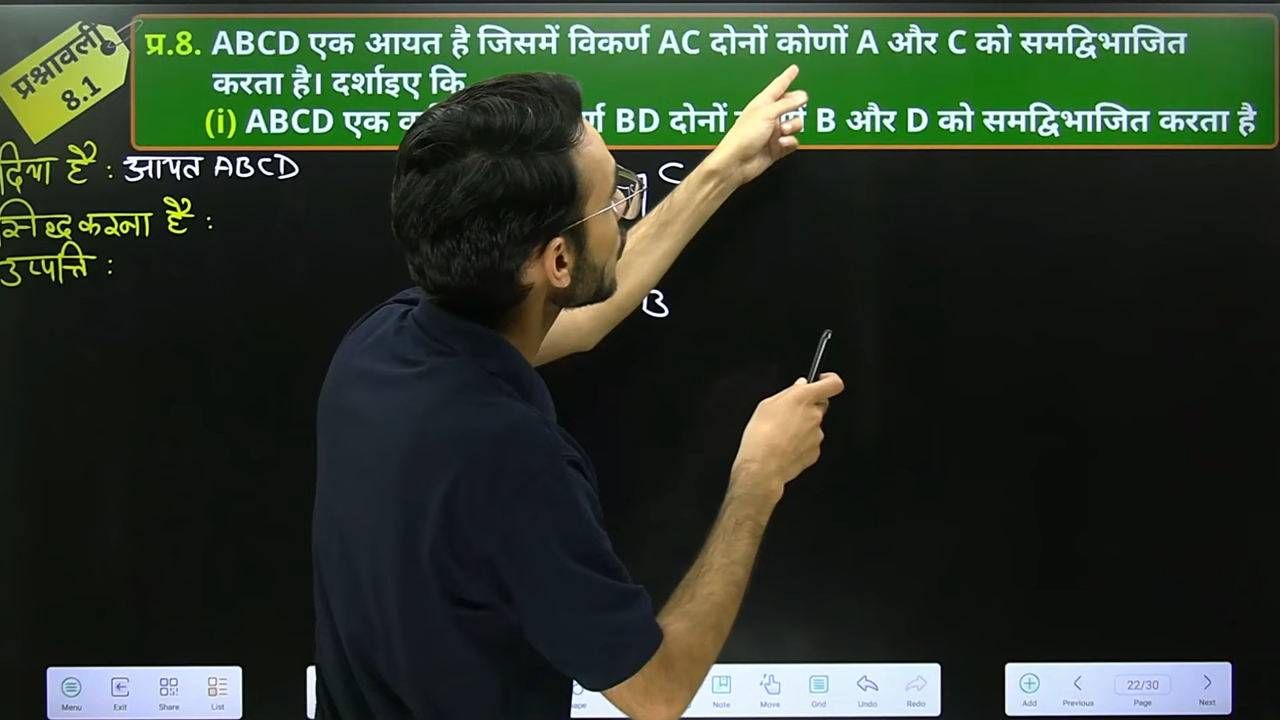 प्रश्नावली
8.1
प्र.8. ABCD एक आयत है जिसमें विकर्ण AC दोनों कोणों A और C को समद्विभाजित
करता है। दर्शाइए कि
(i) ABCD एक BD दोनों B और D को समद्विभाजित करता है
दिया है : आयत ABCD
सिद्ध करना है :
उपपत्ति :
C
B
Menu Exit Share List Note Move Grid Undo Redo Add Previous 22/30 Page Next